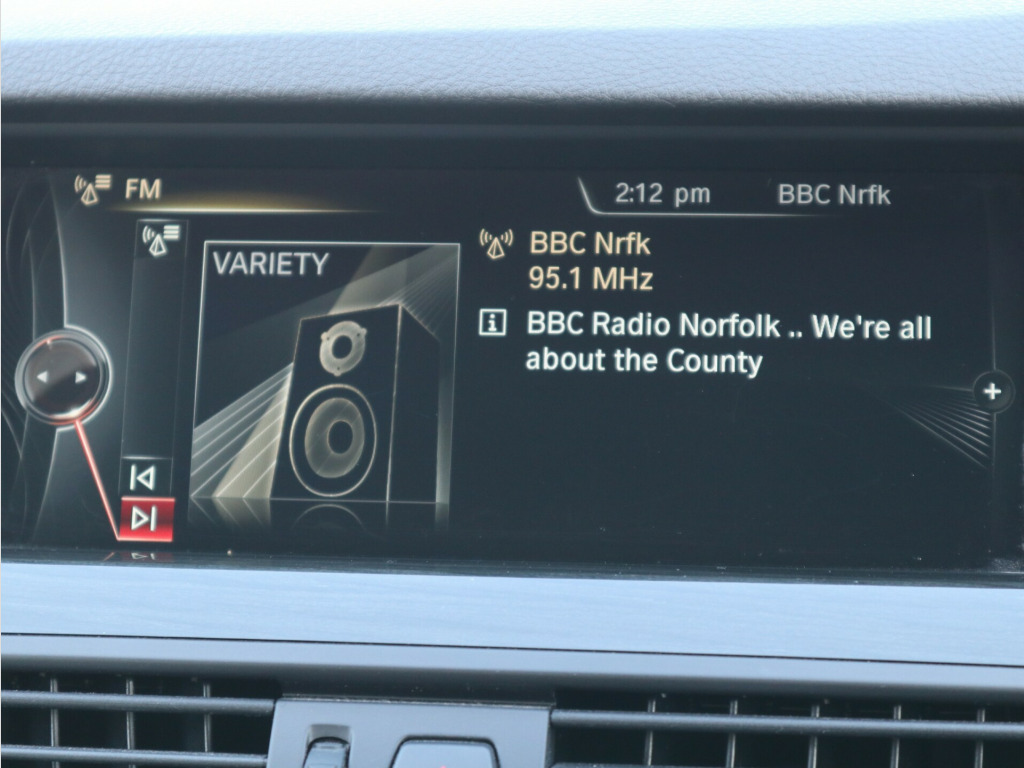 FM
2:12 pm
BBC Nrfk
VARIETY
BBC Nrfk
95.1 MHz
BBC Radio Norfolk .. We're all
about the County